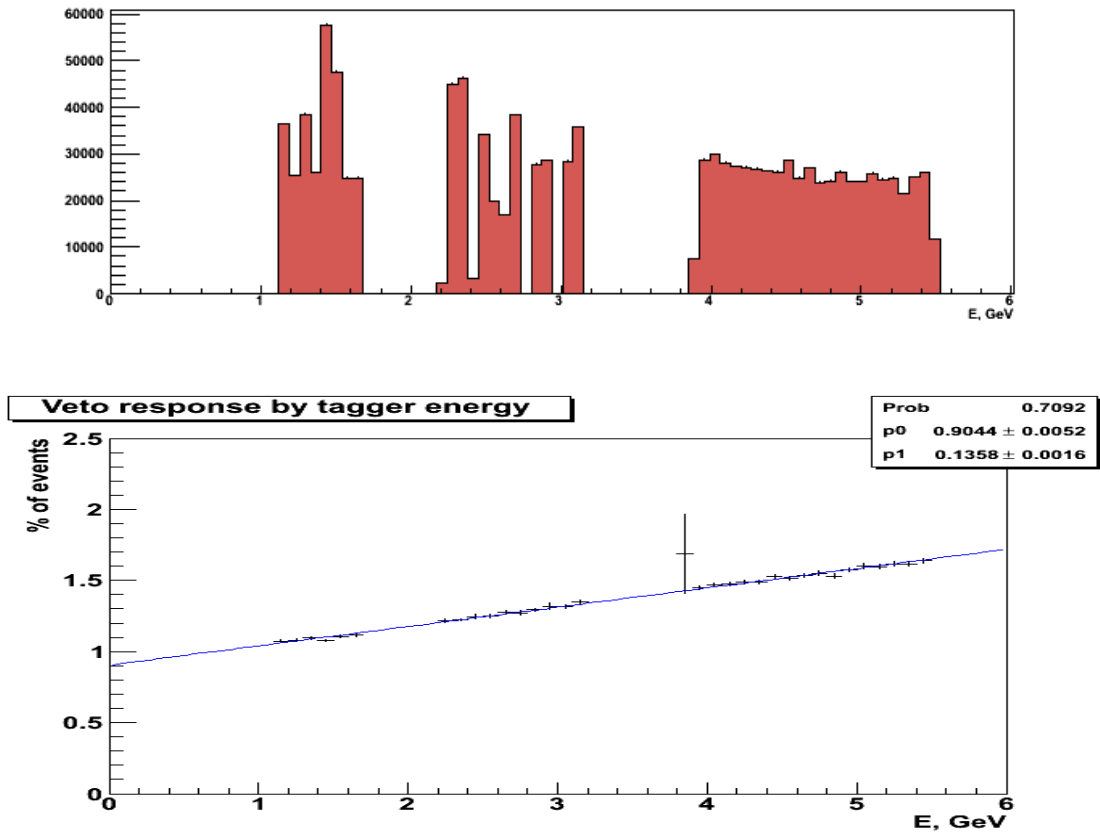 60000
50000
40000
30000
20000
10000
0
0 1 2 3 4 5 6
E, GeV
Veto response by tagger energy
Prob 0.7092
p0 0.9044 ± 0.0052
p1 0.1358 ± 0.0016
% of events
2.5
2
1.5
1
0.5
0
0 1 2 3 4 5 6
E, GeV